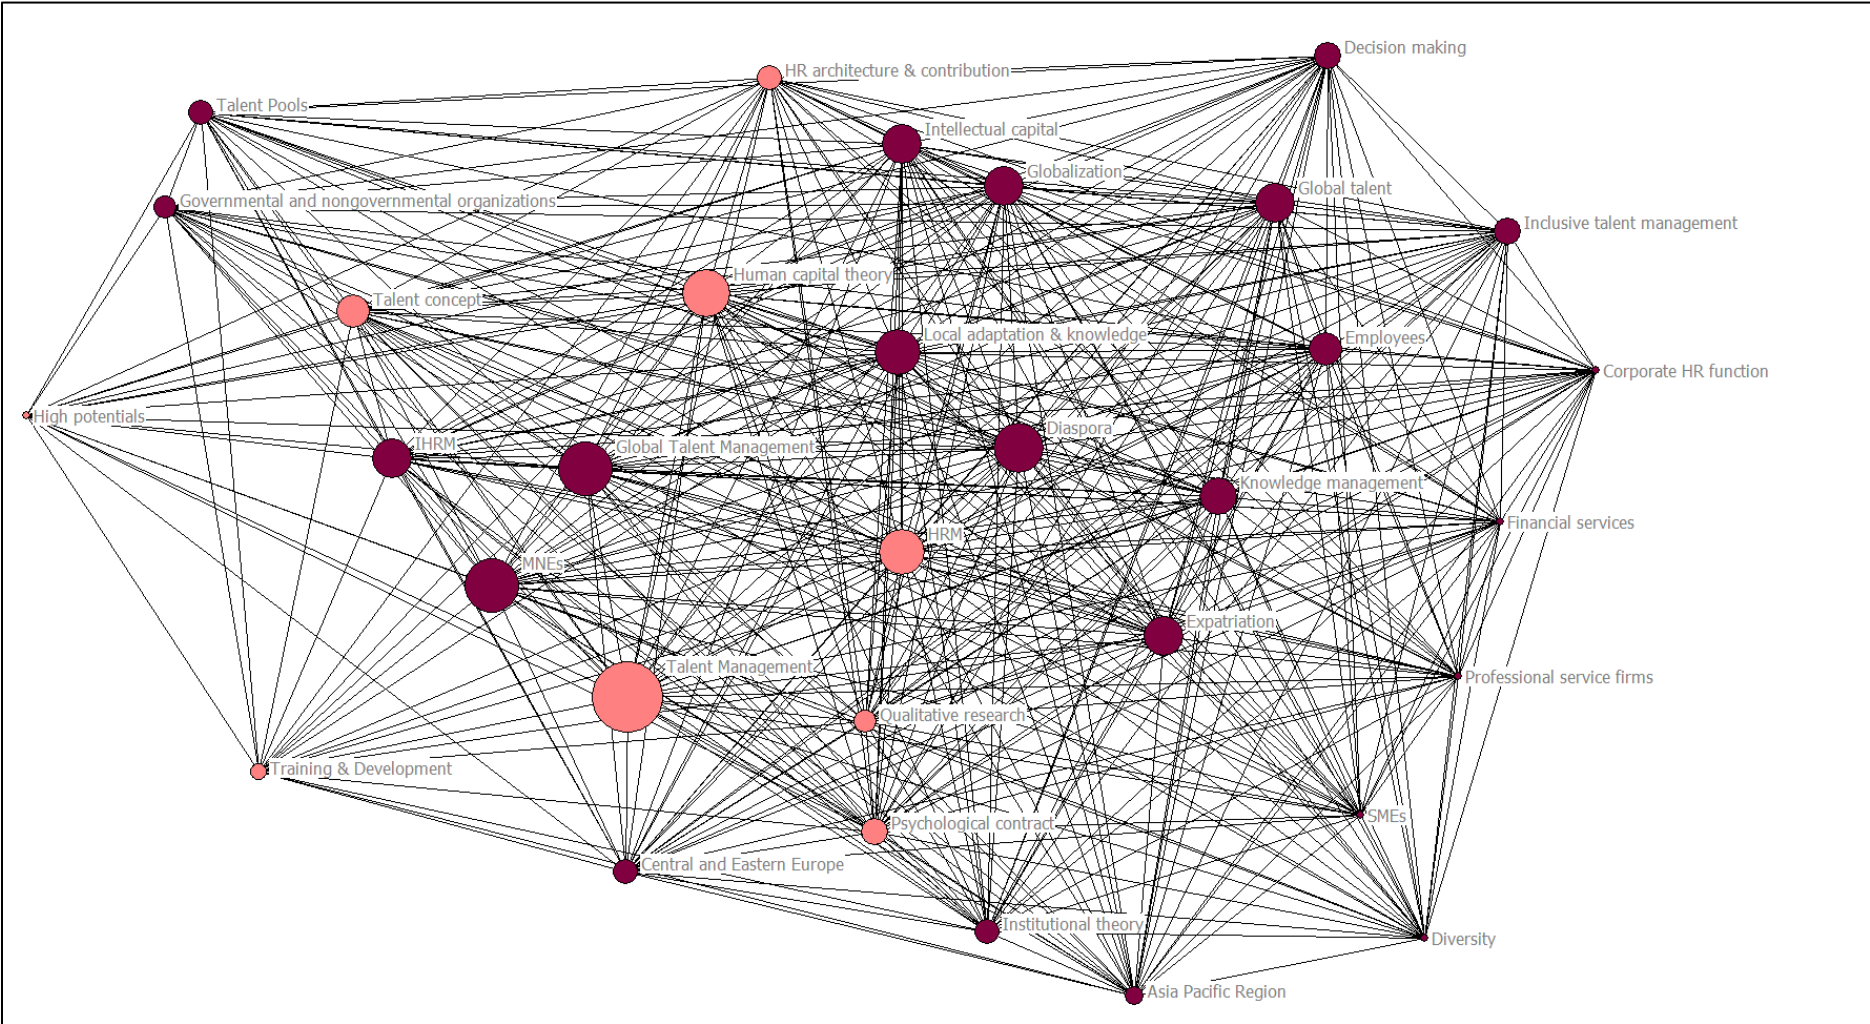 Decision making
HR architecture & contribution
Talent Pools
Intellectual capital
Globalization
Global talent
Governmental and nongovernmental organizations
Inclusive talent management
Human capital theory
Talent concept
Local adaptation & knowledge
Employees
Corporate HR function
High potentials
Diaspora
IHRM
Global Talent Management
Knowledge management
Financial services
HRM
MNEs
Expatriation
Talent Management
Professional service firms
Qualitative research
Training & Development
SMEs
Psychological contract
Central and Eastern Europe
Institutional theory
Diversity
Asia Pacific Region